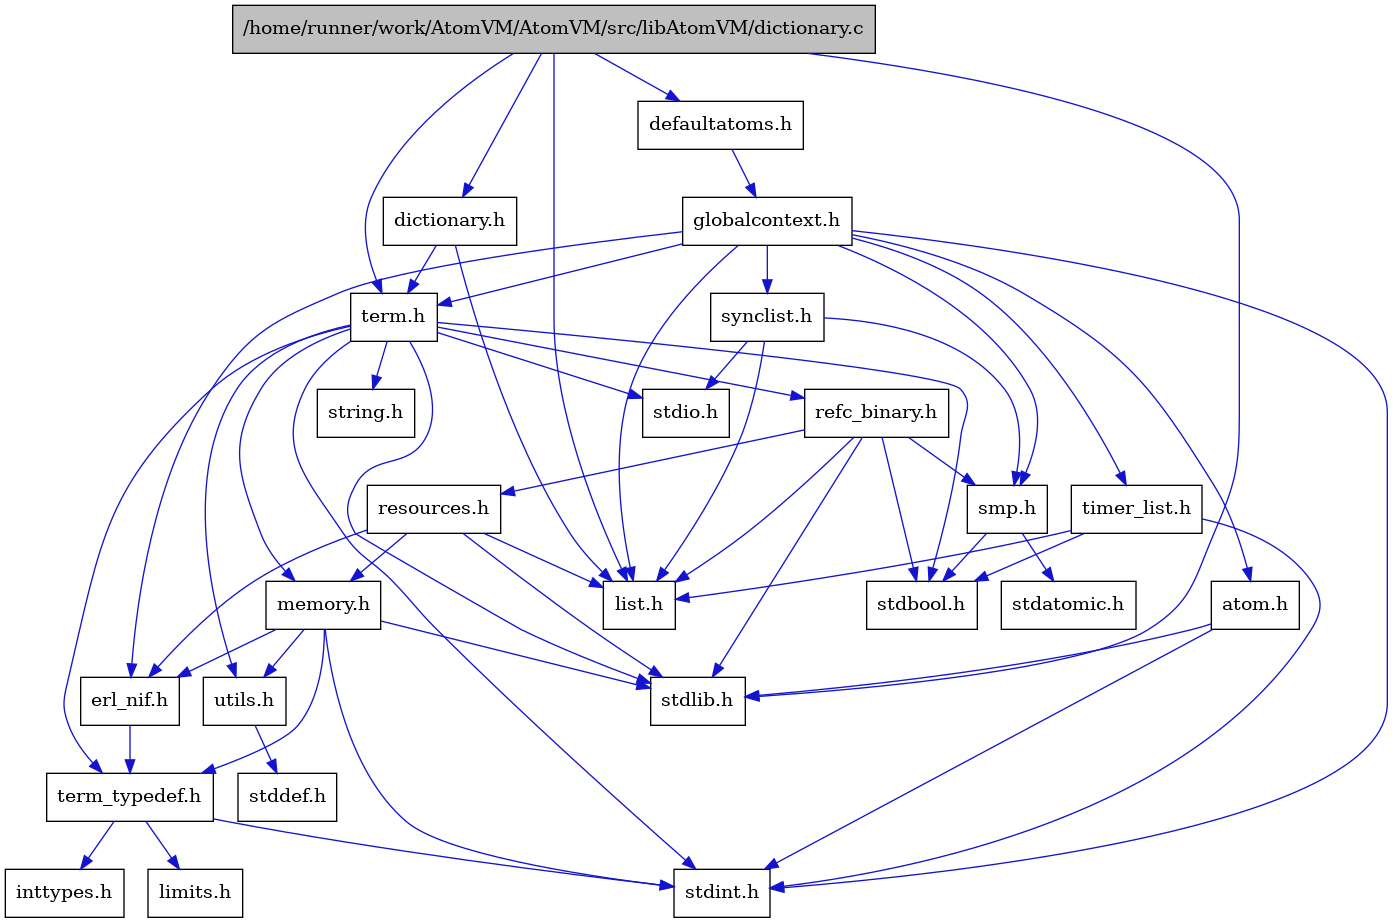 /home/runner/work/AtomVM/AtomVM/src/libAtomVM/dictionary.c
defaultatoms.h
dictionary.h
globalcontext.h
term.h
synclist.h
string.h
stdio.h
refc_binary.h
resources.h
smp.h
timer_list.h
memory.h
list.h
stdbool.h
stdatomic.h
atom.h
erl_nif.h
utils.h
stdlib.h
term_typedef.h
stddef.h
inttypes.h
limits.h
stdint.h